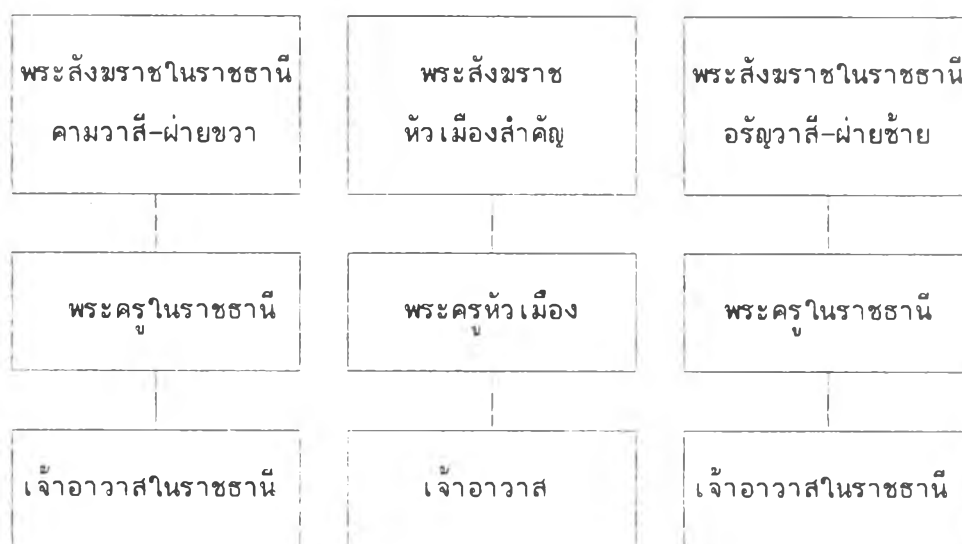 พระสังฆราชในราชธานี
คามวาสี-ฝ่ายขวา
พระสังฆราช
หัวเมืองสำคัญ
พระสังฆราชในราชธานี
อรัญวาสี-ฝ่ายซ้าย
พระครูในราชธานี
พระครูหัวเมือง
พระครูในราชธานี
เจ้าอาวาสในราชธานี
เจ้าอาวาส
เจ้าอาวาสในราชธานี